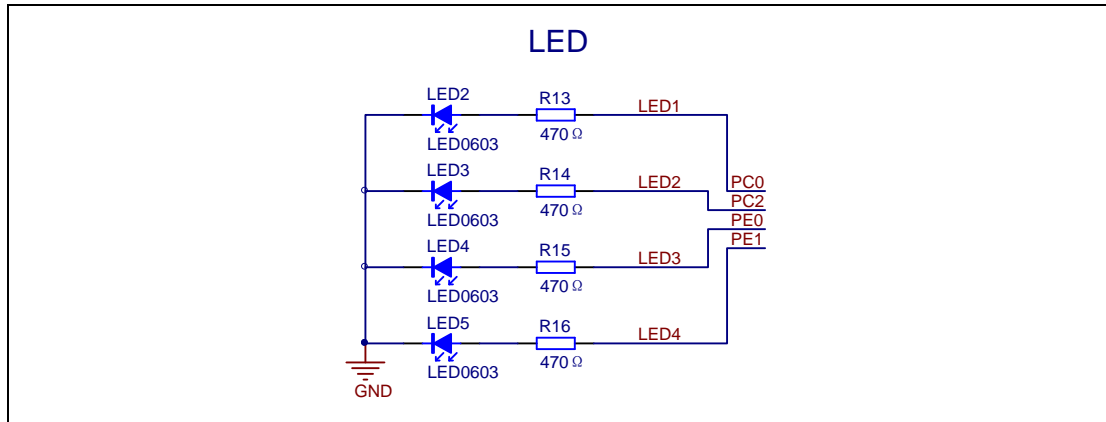 LED
LED2
R13
LED1
470 Ω
LED0603
LED3
R14
LED2
PC0
470 Ω
PC2
LED0603
PE0
LED4
R15
LED3
PE1
470 Ω
LED0603
LED5
R16
LED4
470 Ω
LED0603
GND